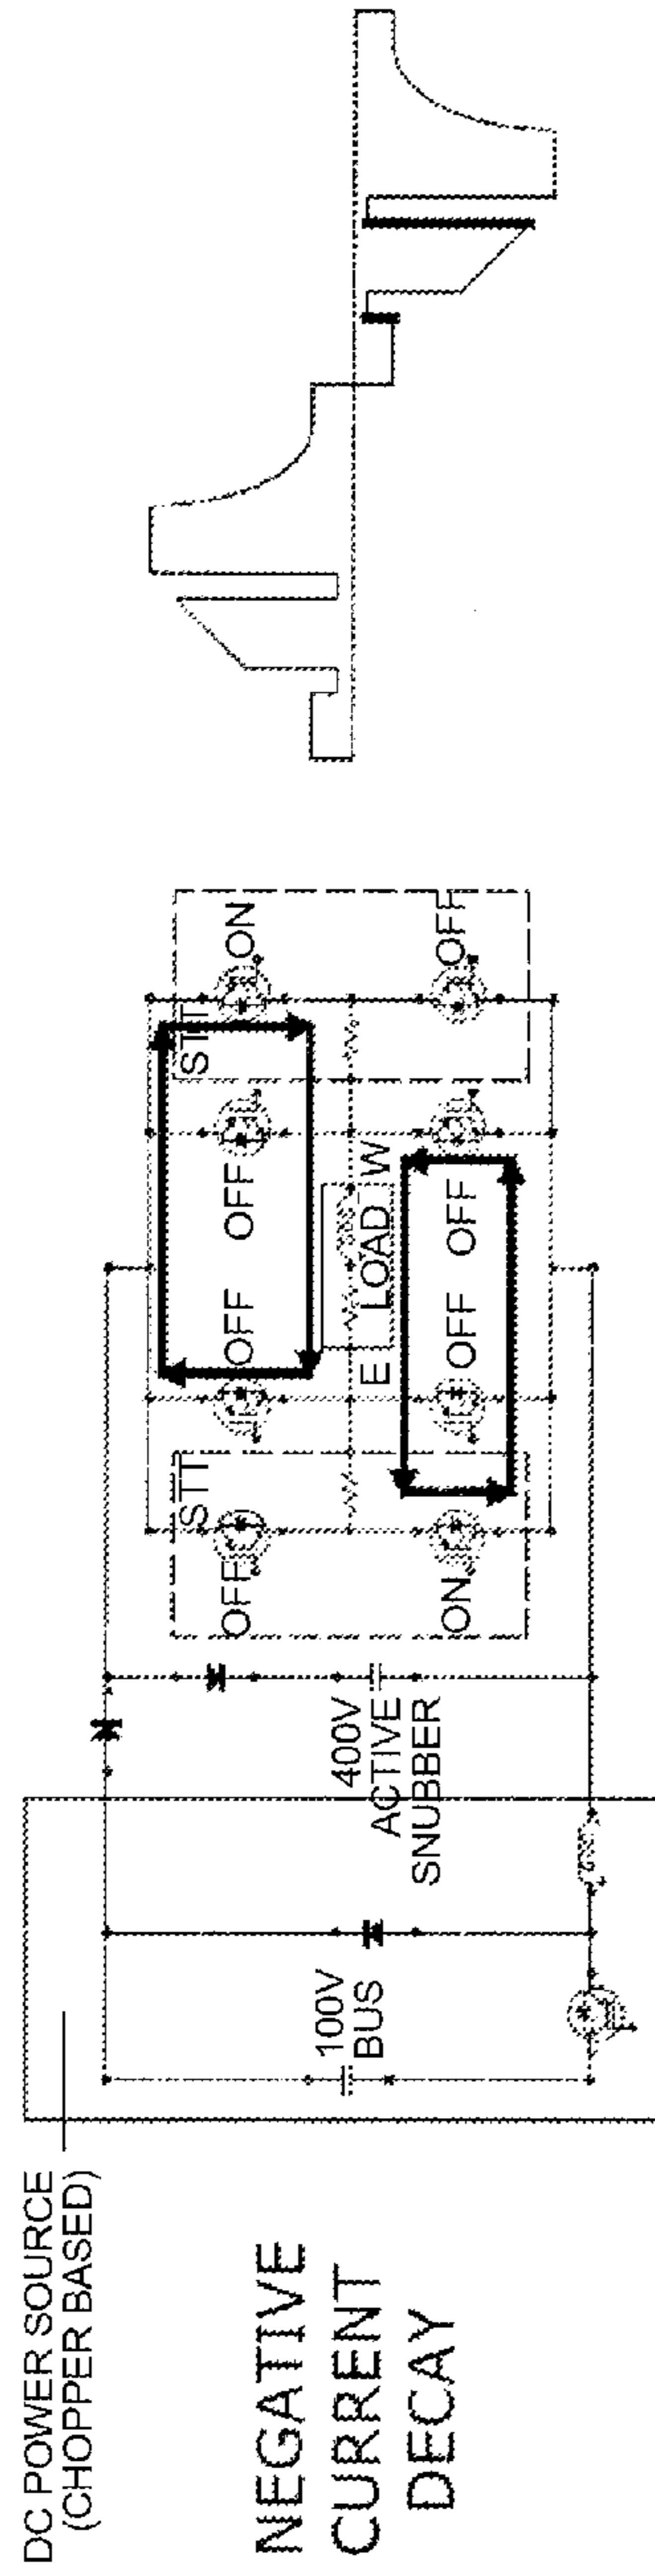 DC POWER SOURCE
(CHOPPER BASED)
NEGATIVE
CURRENT
DECAY
100V
BUS
400V
ACTIVE
SNUBBER
STT
OFF
OFF
OFF
STT
ON
E LOAD W
ON
OFF
OFF
OFF